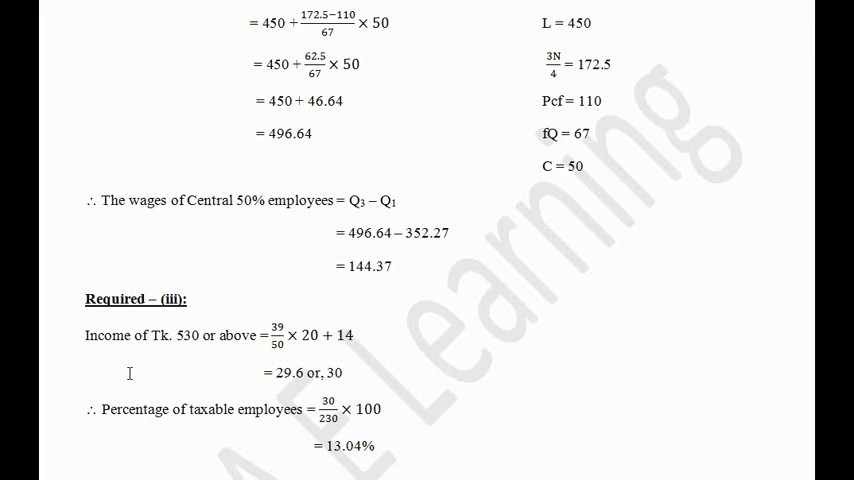 = 450 + (172.5−110)/67 × 50 L = 450
= 450 + 62.5/67 × 50 3N/4 = 172.5
= 450 + 46.64 Pcf = 110
= 496.64 fQ = 67
C = 50
∴ The wages of Central 50% employees = Q₃ – Q₁
= 496.64 – 352.27
= 144.37
Required – (iii):
Income of Tk. 530 or above = 39/50 × 20 + 14
= 29.6 or, 30
∴ Percentage of taxable employees = 30/230 × 100
= 13.04%
A E Learning